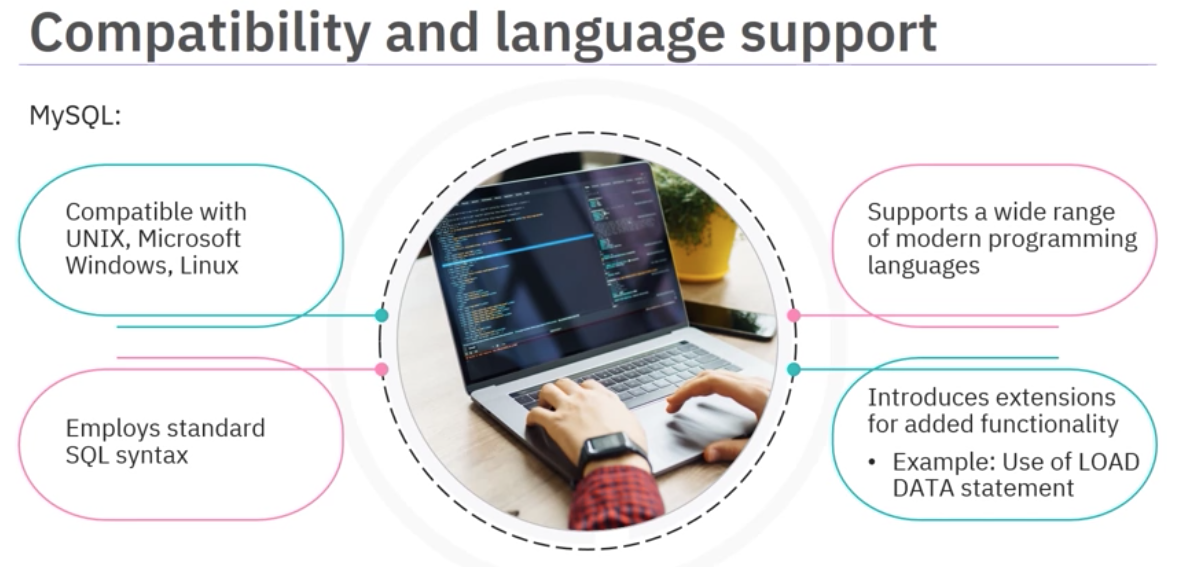 Compatibility and language support
MySQL:
Compatible with
UNIX, Microsoft
Windows, Linux
Employs standard
SQL syntax
Supports a wide range
of modern programming
languages
Introduces extensions
for added functionality
• Example: Use of LOAD
DATA statement